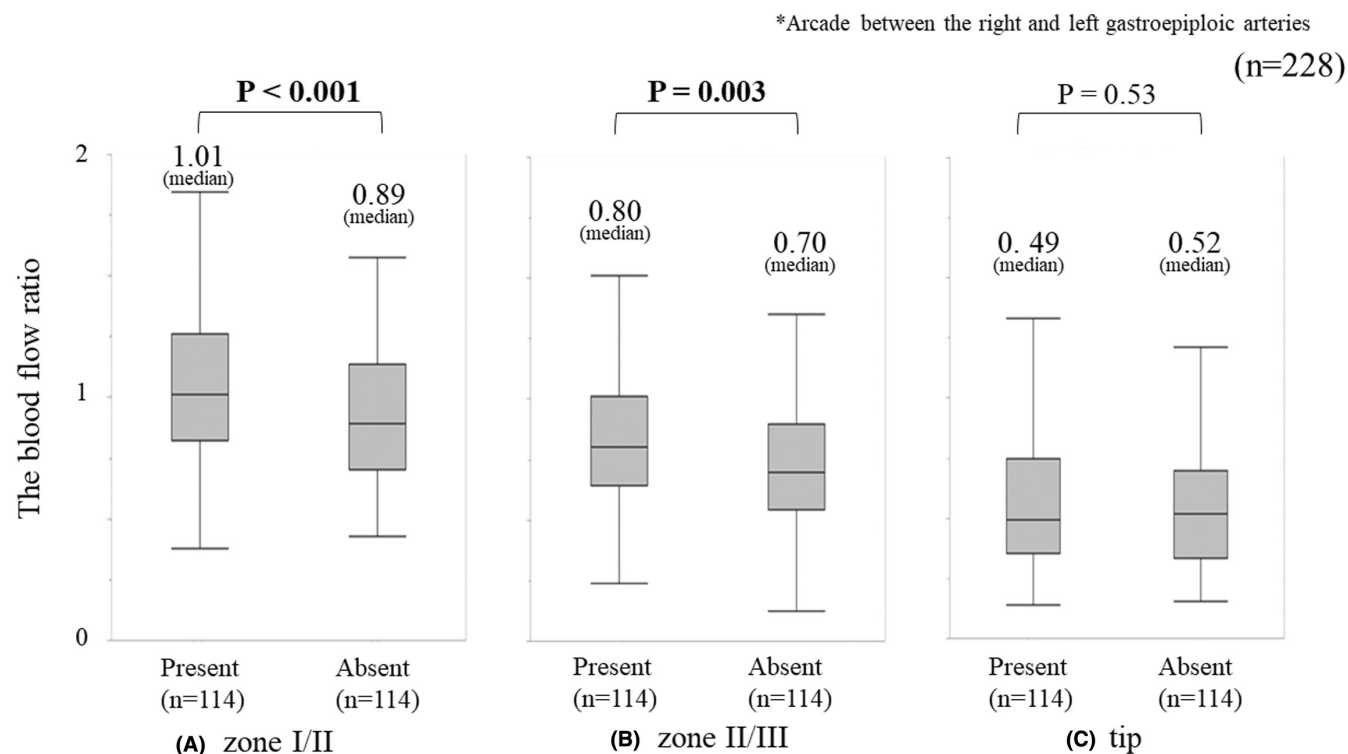 *Arcade between the right and left gastroepiploic arteries
(n=228)
P < 0.001
P = 0.003
P = 0.53
The blood flow ratio
2
1
0
1.01
(median)
0.89
(median)
0.80
(median)
0.70
(median)
0. 49
(median)
0.52
(median)
Present
(n=114)
Absent
(n=114)
Present
(n=114)
Absent
(n=114)
Present
(n=114)
Absent
(n=114)
(A) zone I/II
(B) zone II/III
(C) tip